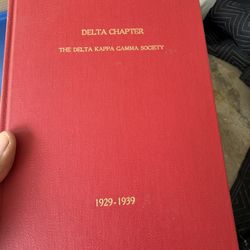 DELTA CHAPTER
THE DELTA KAPPA GAMMA SOCIETY
1929-1939